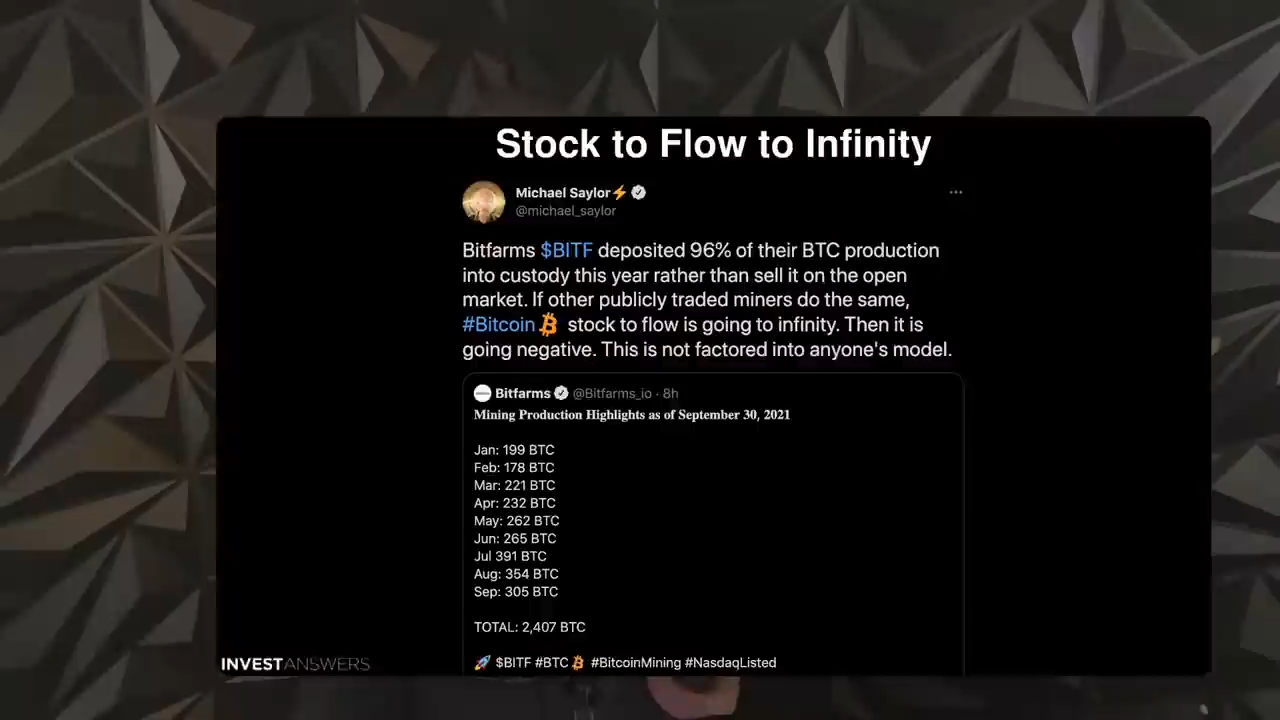 Stock to Flow to Infinity
Michael Saylor⚡
@michael_saylor
Bitfarms $BITF deposited 96% of their BTC production
into custody this year rather than sell it on the open
market. If other publicly traded miners do the same,
#Bitcoin stock to flow is going to infinity. Then it is
going negative. This is not factored into anyone's model.
Bitfarms @Bitfarms_io · 8h
Mining Production Highlights as of September 30, 2021
Jan: 199 BTC
Feb: 178 BTC
Mar: 221 BTC
Apr: 232 BTC
May: 262 BTC
Jun: 265 BTC
Jul 391 BTC
Aug: 354 BTC
Sep: 305 BTC
TOTAL: 2,407 BTC
🚀 $BITF #BTC #BitcoinMining #NasdaqListed
INVESTANSWERS